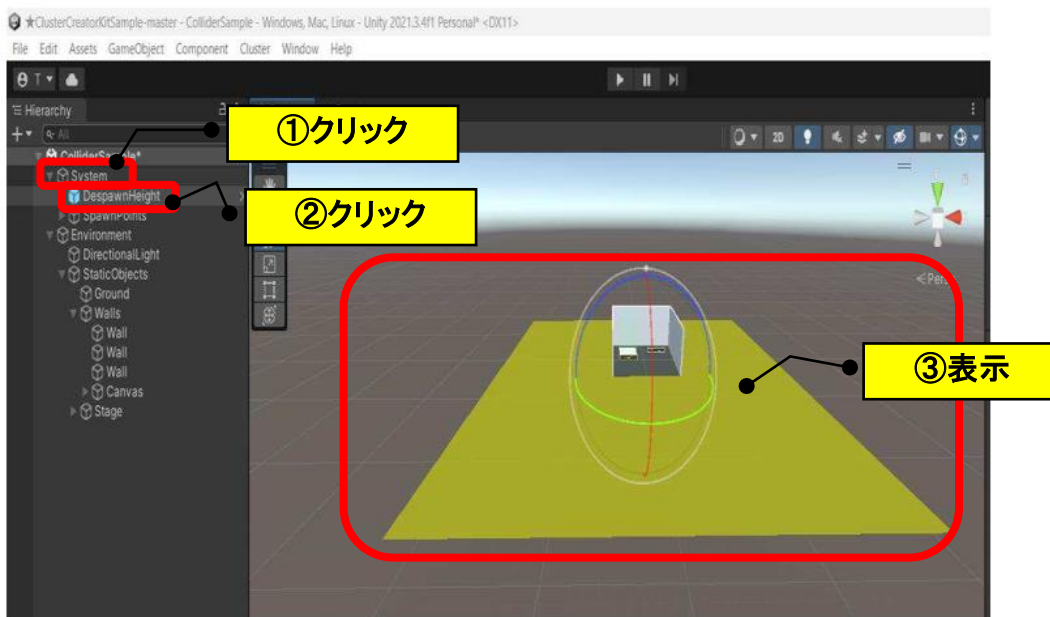 ★ClusterCreatorKitSample-master - ColliderSample - Windows, Mac, Linux - Unity 2021.3.4f1 Personal* <DX11>
File Edit Assets GameObject Component Cluster Window Help
T
Hierarchy
All
①クリック
2D
ColliderSample*
System
DespawnHeight
②クリック
SpawnPoints
Environment
DirectionalLight
StaticObjects
Ground
Walls
Wall
Wall
Wall
Canvas
Stage
③表示